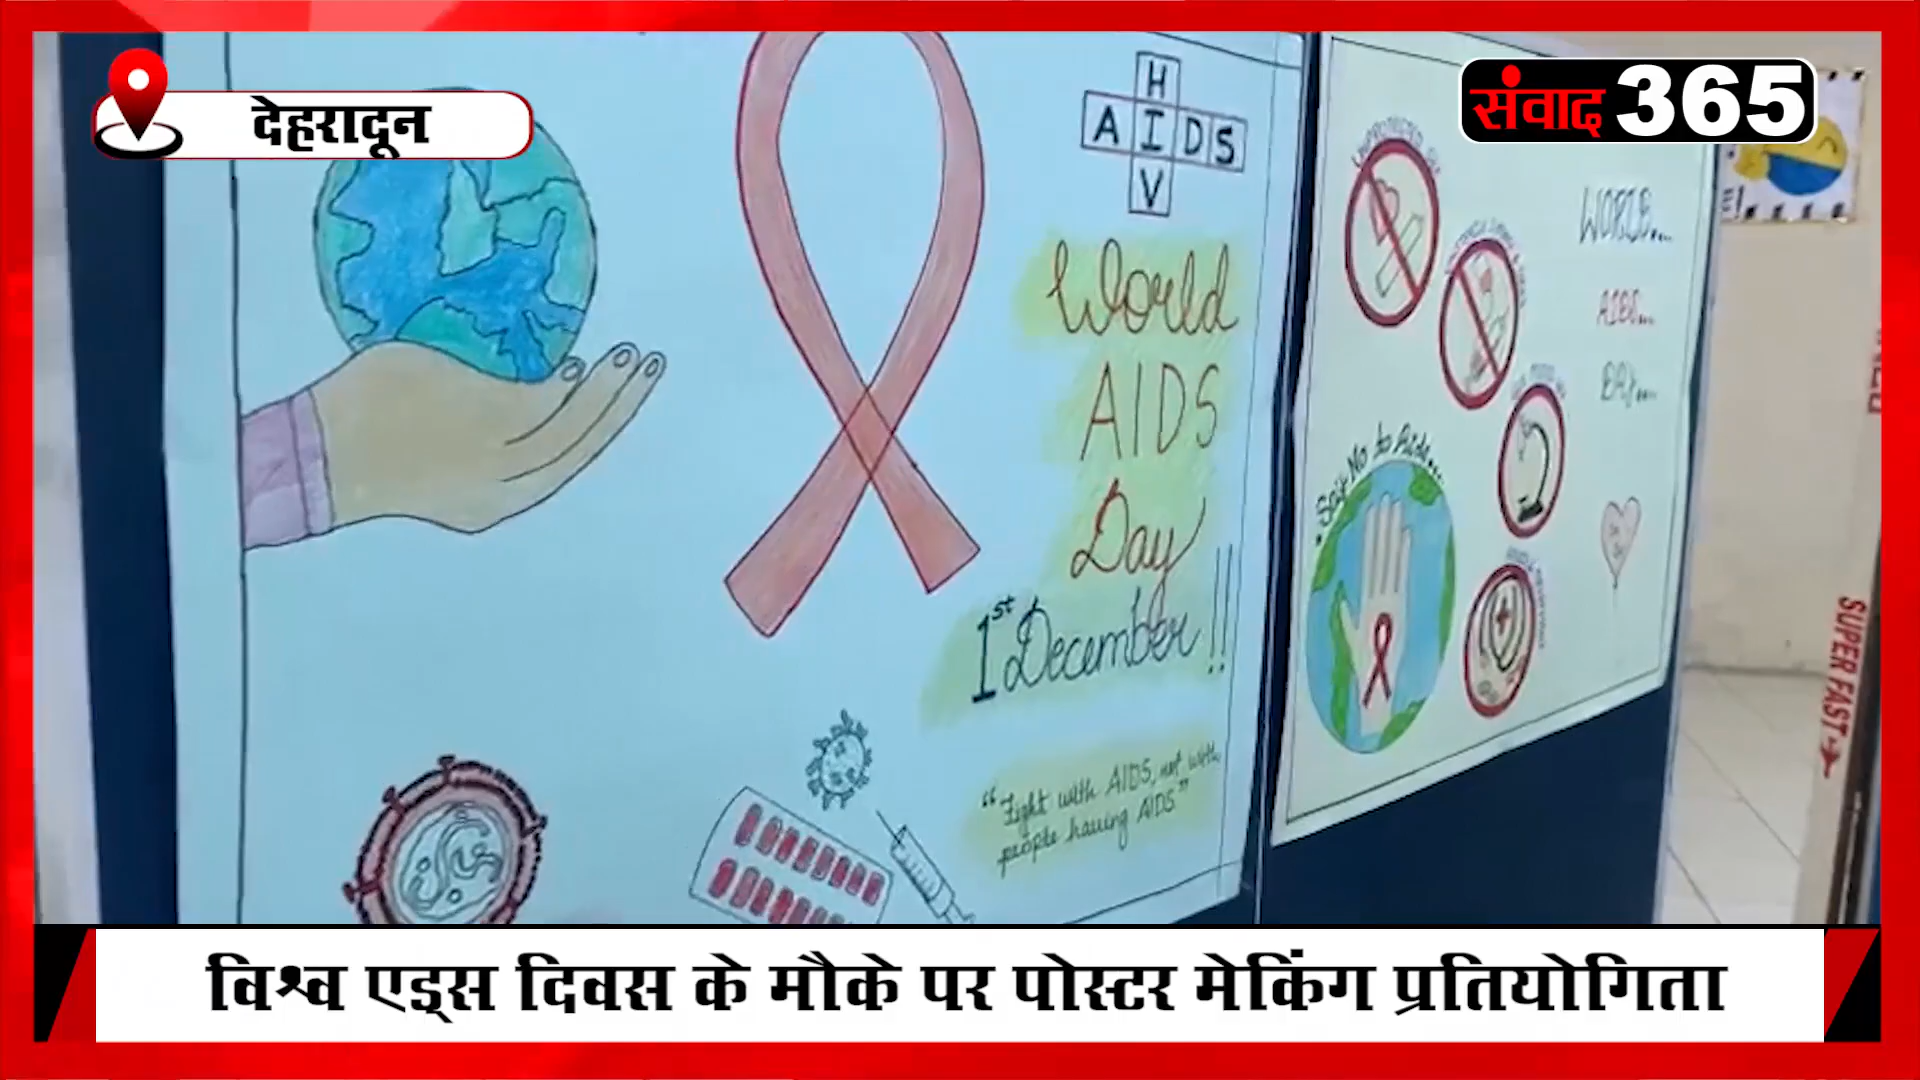 देहरादून
संवाद 365
H
AIDS
V
World
AIDS
Day
1st December!!
"Fight with AIDS, not with
people having AIDS"
Say No to Aids...
WORLD...
AIDS...
DAY...
SUPER FAST
विश्व एड्स दिवस के मौके पर पोस्टर मेकिंग प्रतियोगिता